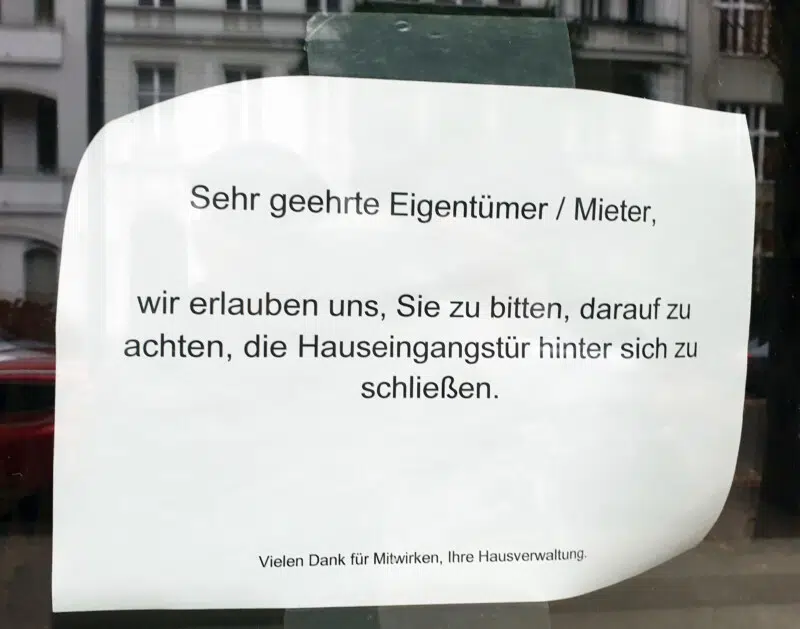 Sehr geehrte Eigentümer / Mieter,
wir erlauben uns, Sie zu bitten, darauf zu
achten, die Hauseingangstür hinter sich zu
schließen.
Vielen Dank für Mitwirken, Ihre Hausverwaltung.